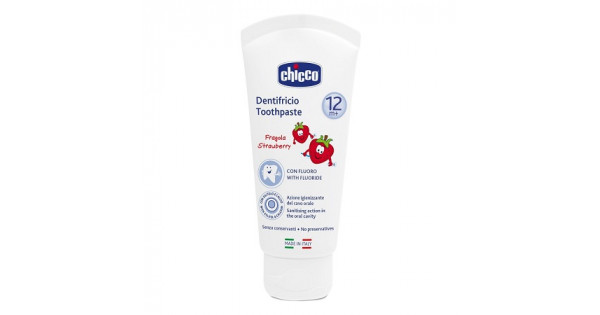 chicco
Dentifricio
Toothpaste
12
m+
Fragola
Strawberry
CON FLUORO
WITH FLUORIDE
Azione igienizzante
del cavo orale
Sanitising action in
the oral cavity
Senza conservanti • No preservatives
MADE IN ITALY